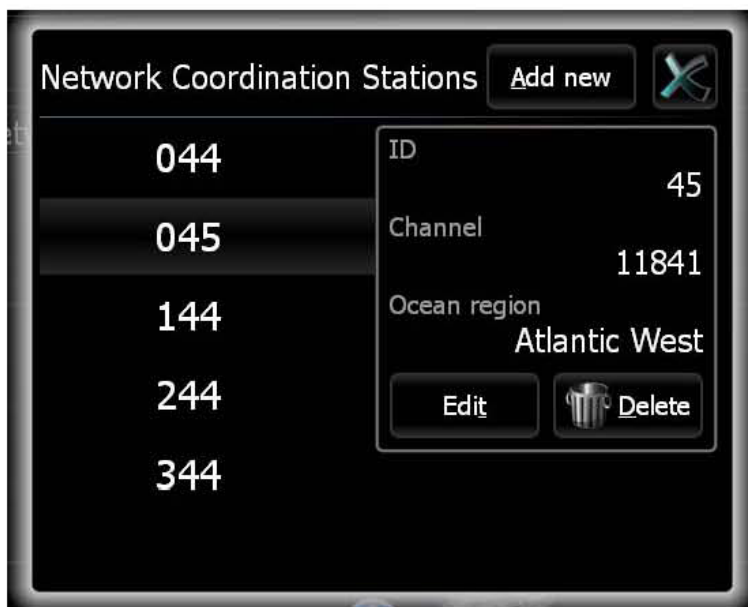 Network Coordination Stations
Add new
044
045
144
244
344
ID
45
Channel
11841
Ocean region
Atlantic West
Edit
Delete